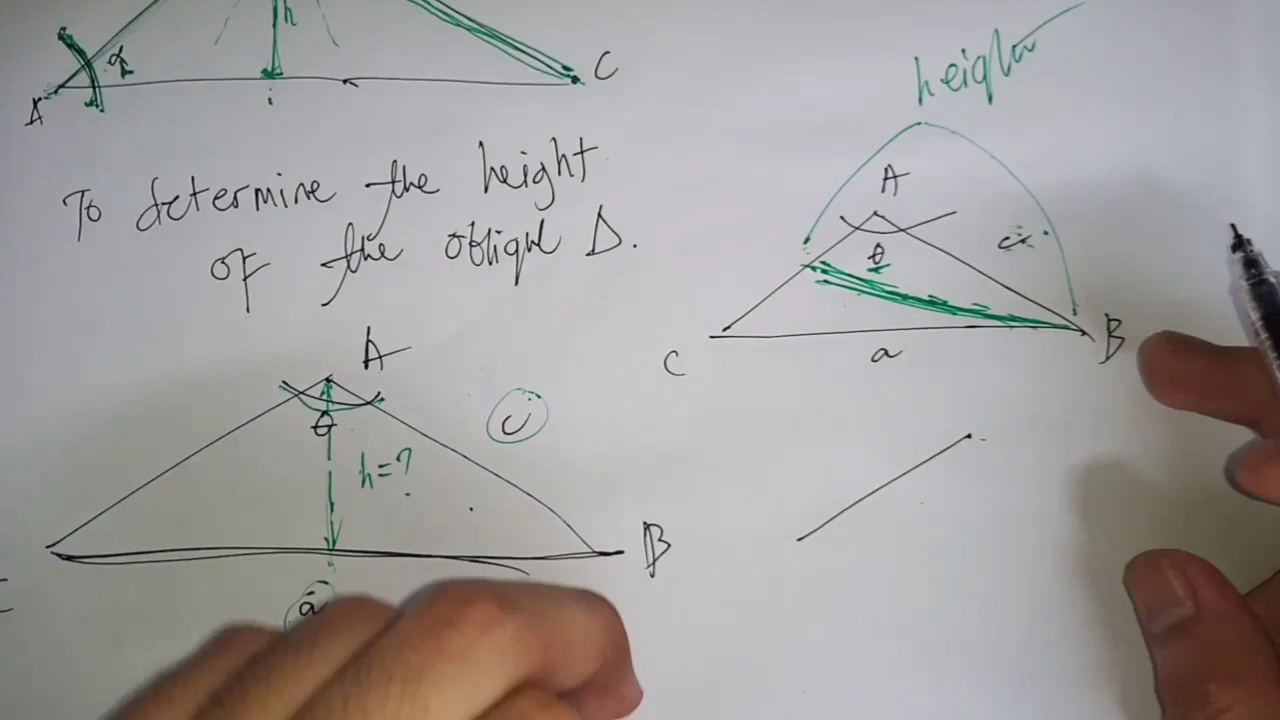 h
α
A
C
To determine the height
of the oblique Δ.
height
A
θ
a
C
B
A
θ
h=?
a
B